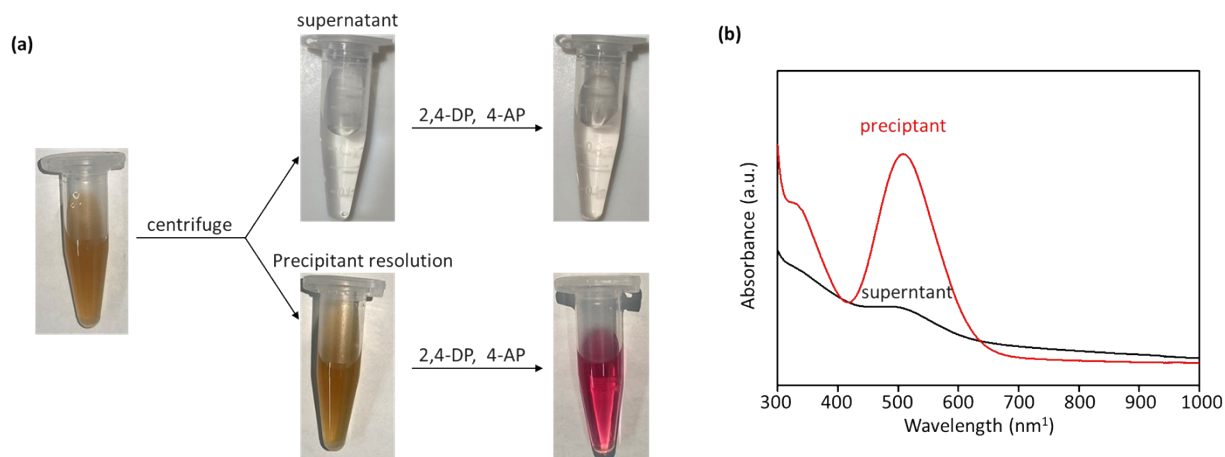 (a)
supernatant
2,4-DP, 4-AP
centrifuge
Precipitant resolution
2,4-DP, 4-AP
(b)
Absorbance (a.u.)
preciptant
superntant
300 400 500 600 700 800 900 1000
Wavelength (nm¹)